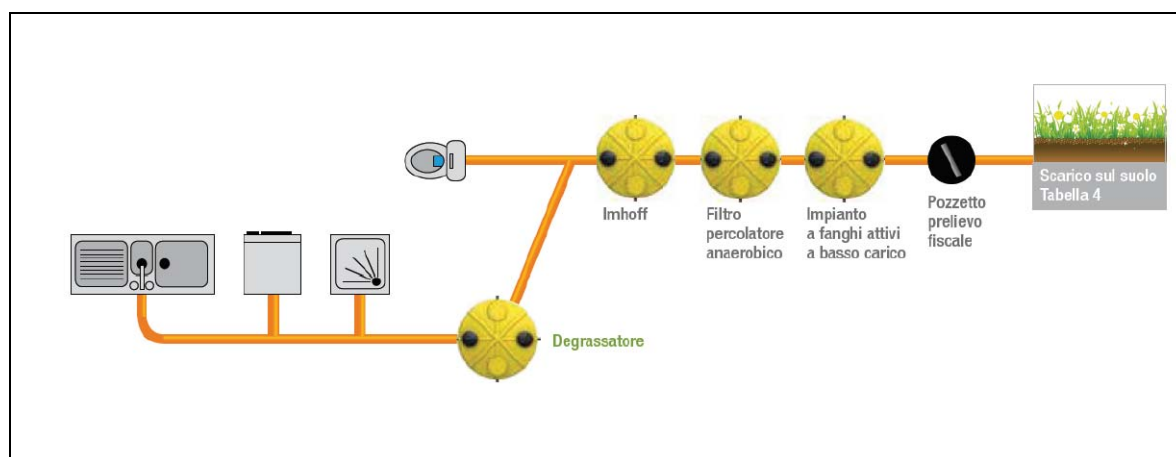 Imhoff
Filtro
percolatore
anaerobico
Impianto
a fanghi attivi
a basso carico
Pozzetto
prelievo
fiscale
Scarico sul suolo
Tabella 4
Degrassatore